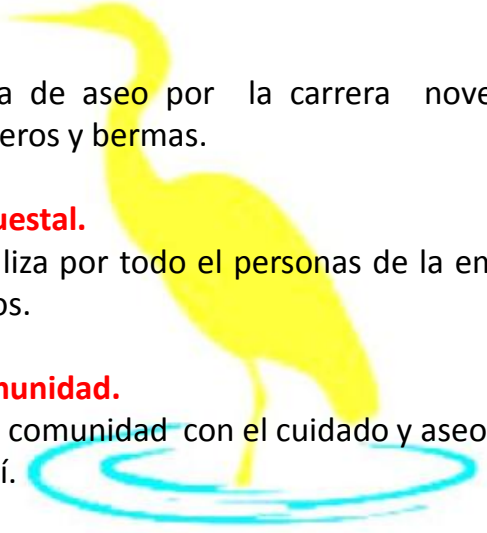 a de aseo por la carrera nove
eros y bermas.
uestal.
liza por todo el personas de la en
os.
nunidad.
comunidad con el cuidado y aseo
í.